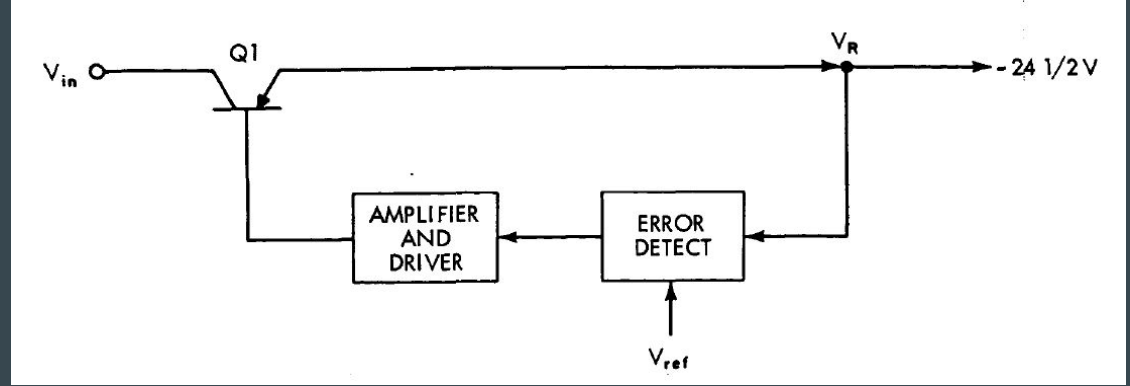 Q1
V_R
V_in
- 24 1/2 V
AMPLIFIER
AND
DRIVER
ERROR
DETECT
V_ref